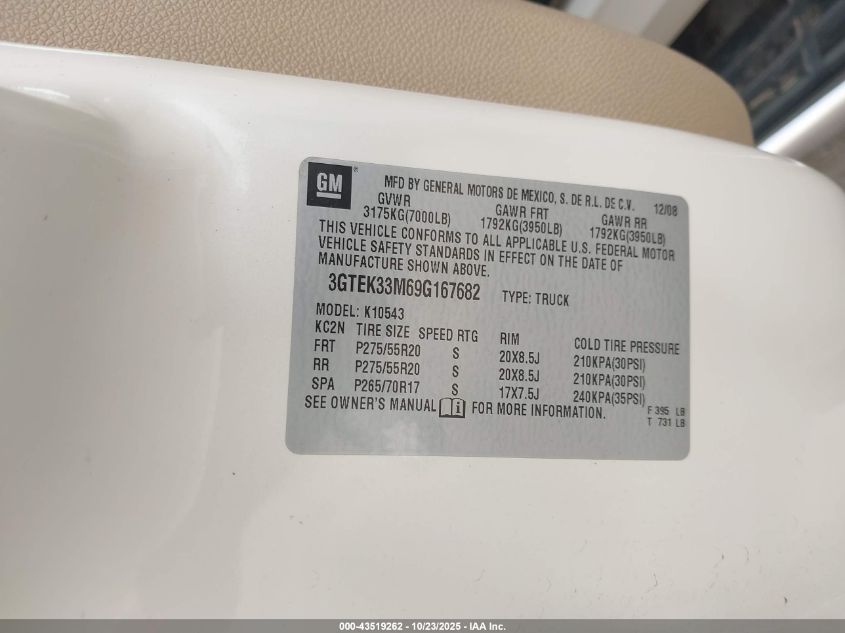 GM ®
MFD BY GENERAL MOTORS DE MEXICO, S. DE R.L. DE C.V. 12/08
GVWR GAWR FRT GAWR RR
3175KG(7000LB) 1792KG(3950LB) 1792KG(3950LB)
THIS VEHICLE CONFORMS TO ALL APPLICABLE U.S. FEDERAL MOTOR
VEHICLE SAFETY STANDARDS IN EFFECT ON THE DATE OF
MANUFACTURE SHOWN ABOVE.
3GTEK33M69G167682 TYPE: TRUCK
MODEL: K10543
KC2N TIRE SIZE SPEED RTG RIM COLD TIRE PRESSURE
FRT P275/55R20 S 20X8.5J 210KPA(30PSI)
RR P275/55R20 S 20X8.5J 210KPA(30PSI)
SPA P265/70R17 S 17X7.5J 240KPA(35PSI)
SEE OWNER'S MANUAL i FOR MORE INFORMATION.
F 395 LB
T 731 LB
000-43519262 - 10/23/2025 - IAA Inc.